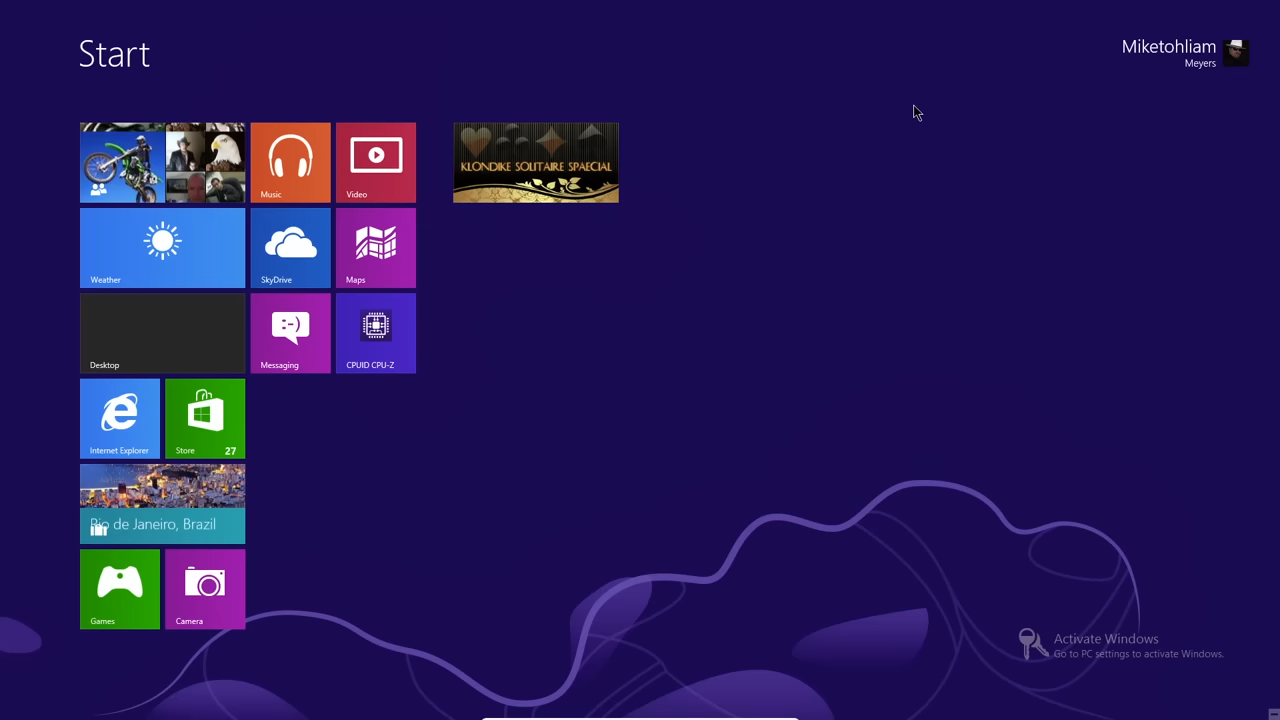 Start
Miketohliam
Meyers
Music
Video
KLONDIKE SOLITAIRE SPAECIAL
Weather
SkyDrive
Maps
Desktop
Messaging
CPUID CPU-Z
Internet Explorer
Store
27
Rio de Janeiro, Brazil
Games
Camera
Activate Windows
Go to PC settings to activate Windows.